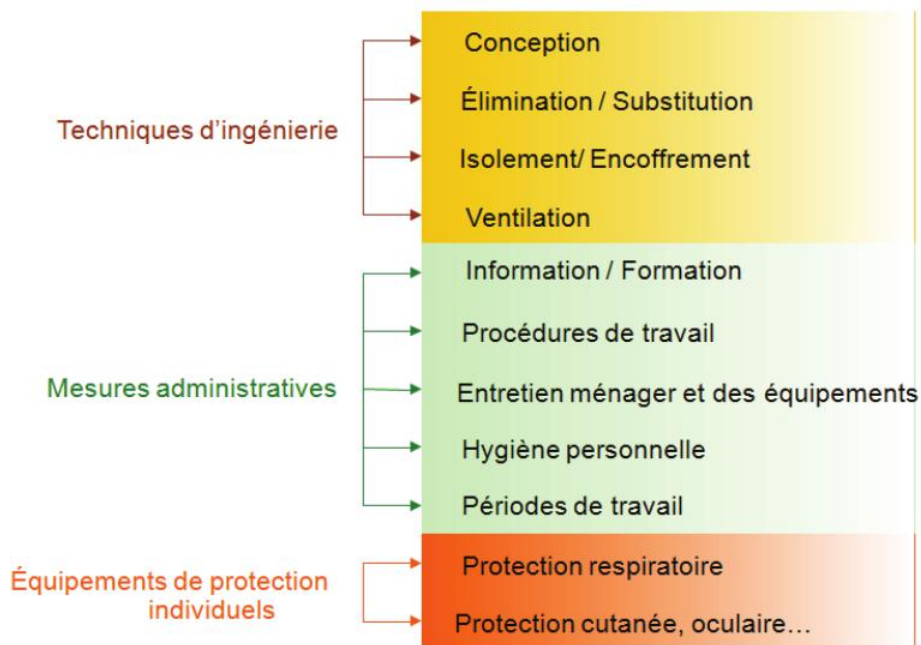 Conception
Élimination / Substitution
Techniques d'ingénierie
Isolement/ Encoffrement
Ventilation
Information / Formation
Procédures de travail
Mesures administratives
Entretien ménager et des équipements
Hygiène personnelle
Périodes de travail
Protection respiratoire
Équipements de protection
individuels
Protection cutanée, oculaire…